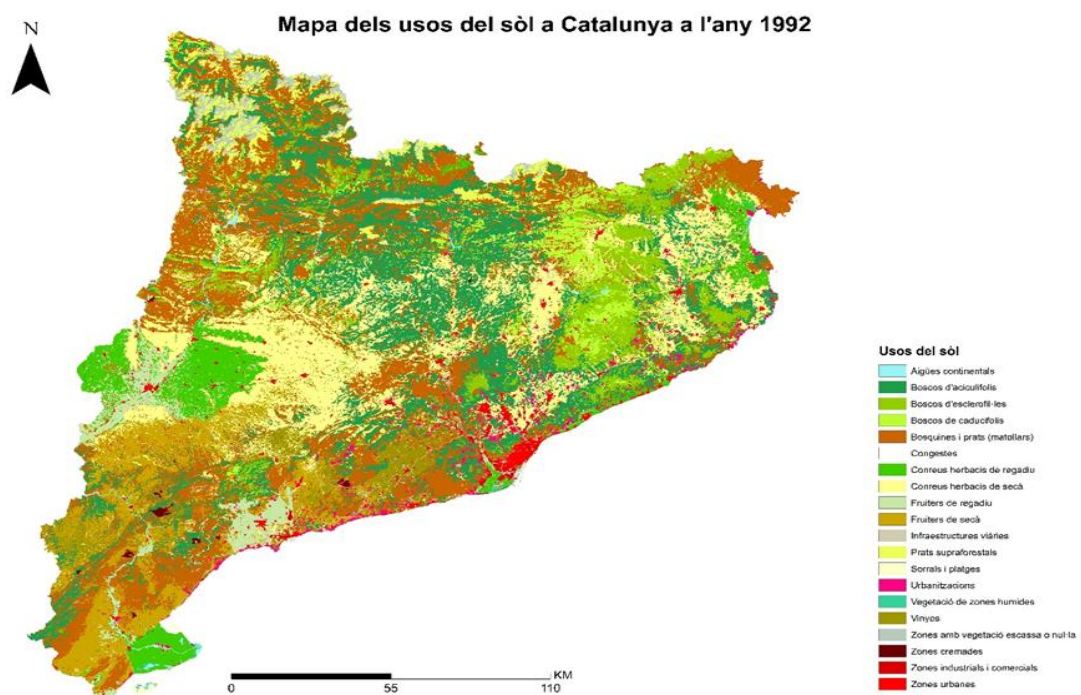 Mapa dels usos del sòl a Catalunya a l'any 1992
N
Usos del sòl
Aigües continentals
Boscos d'aciculifolis
Boscos d'esclerofil·les
Boscos de caducifolis
Bosquines i prats (matollars)
Congestes
Conreus herbacis de regadiu
Conreus herbacis de secà
Fruiters de regadiu
Fruiters de secà
Infraestructures viàries
Prats supraforestals
Sorrals i platges
Urbanitzacions
Vegetació de zones humides
Vinyes
Zones amb vegetació escassa o nul·la
Zones cremades
Zones industrials i comercials
Zones urbanes
KM
0 55 110